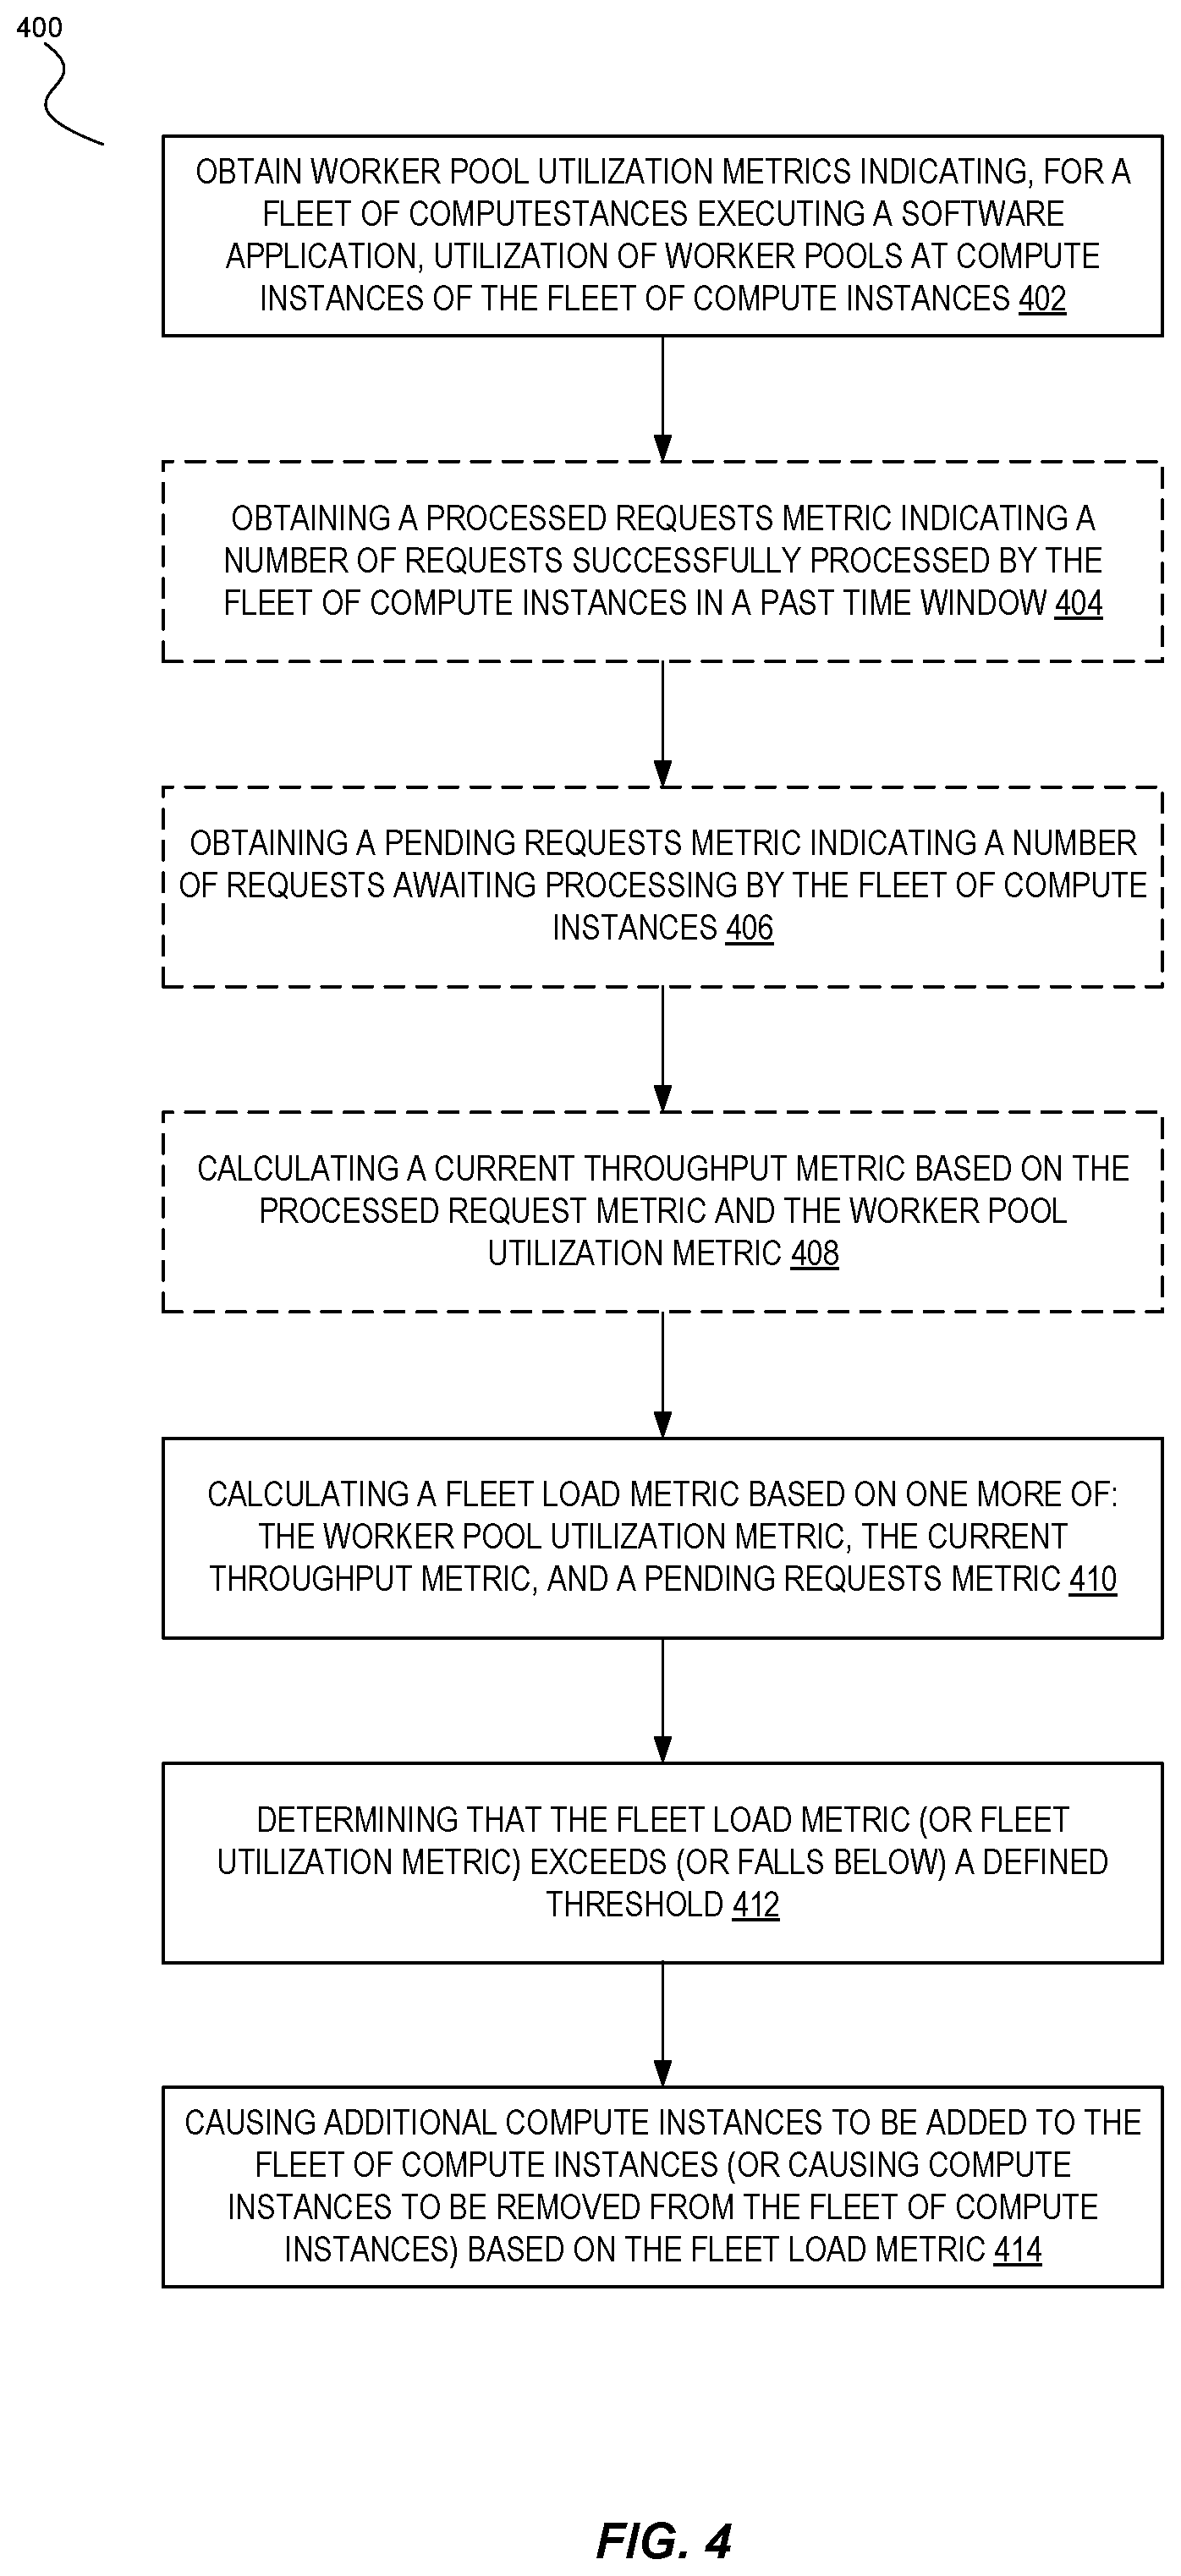 400
OBTAIN WORKER POOL UTILIZATION METRICS INDICATING, FOR A
FLEET OF COMPUTESTANCES EXECUTING A SOFTWARE
APPLICATION, UTILIZATION OF WORKER POOLS AT COMPUTE
INSTANCES OF THE FLEET OF COMPUTE INSTANCES 402
OBTAINING A PROCESSED REQUESTS METRIC INDICATING A
NUMBER OF REQUESTS SUCCESSFULLY PROCESSED BY THE
FLEET OF COMPUTE INSTANCES IN A PAST TIME WINDOW 404
OBTAINING A PENDING REQUESTS METRIC INDICATING A NUMBER
OF REQUESTS AWAITING PROCESSING BY THE FLEET OF COMPUTE
INSTANCES 406
CALCULATING A CURRENT THROUGHPUT METRIC BASED ON THE
PROCESSED REQUEST METRIC AND THE WORKER POOL
UTILIZATION METRIC 408
CALCULATING A FLEET LOAD METRIC BASED ON ONE MORE OF:
THE WORKER POOL UTILIZATION METRIC, THE CURRENT
THROUGHPUT METRIC, AND A PENDING REQUESTS METRIC 410
DETERMINING THAT THE FLEET LOAD METRIC (OR FLEET
UTILIZATION METRIC) EXCEEDS (OR FALLS BELOW) A DEFINED
THRESHOLD 412
CAUSING ADDITIONAL COMPUTE INSTANCES TO BE ADDED TO THE
FLEET OF COMPUTE INSTANCES (OR CAUSING COMPUTE
INSTANCES TO BE REMOVED FROM THE FLEET OF COMPUTE
INSTANCES) BASED ON THE FLEET LOAD METRIC 414
FIG. 4